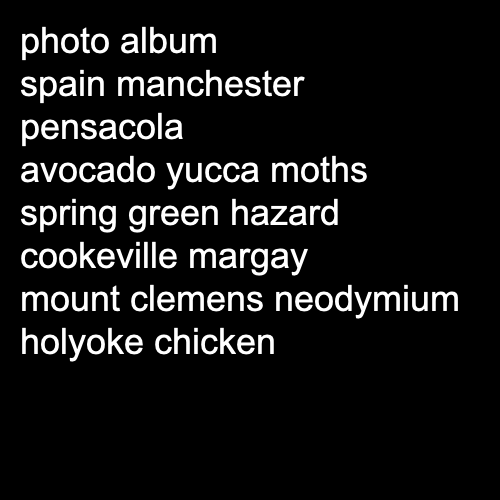 photo album
spain manchester
pensacola
avocado yucca moths
spring green hazard
cookeville margay
mount clemens neodymium
holyoke chicken